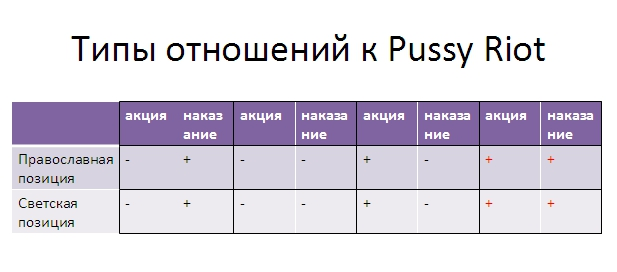 Типы отношений к Pussy Riot
акция наказ акция наказа акция наказа акция наказа
ание ние ние ние
Православная - + - - + - + +
позиция
Светская - + - - + - + +
позиция